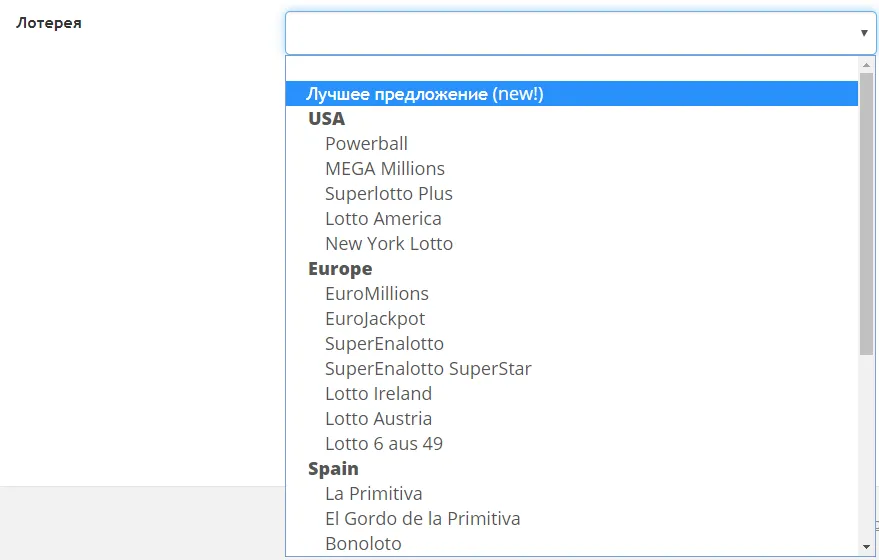 Лотерея
Лучшее предложение (new!)
USA
Powerball
MEGA Millions
Superlotto Plus
Lotto America
New York Lotto
Europe
EuroMillions
EuroJackpot
SuperEnalotto
SuperEnalotto SuperStar
Lotto Ireland
Lotto Austria
Lotto 6 aus 49
Spain
La Primitiva
El Gordo de la Primitiva
Bonoloto